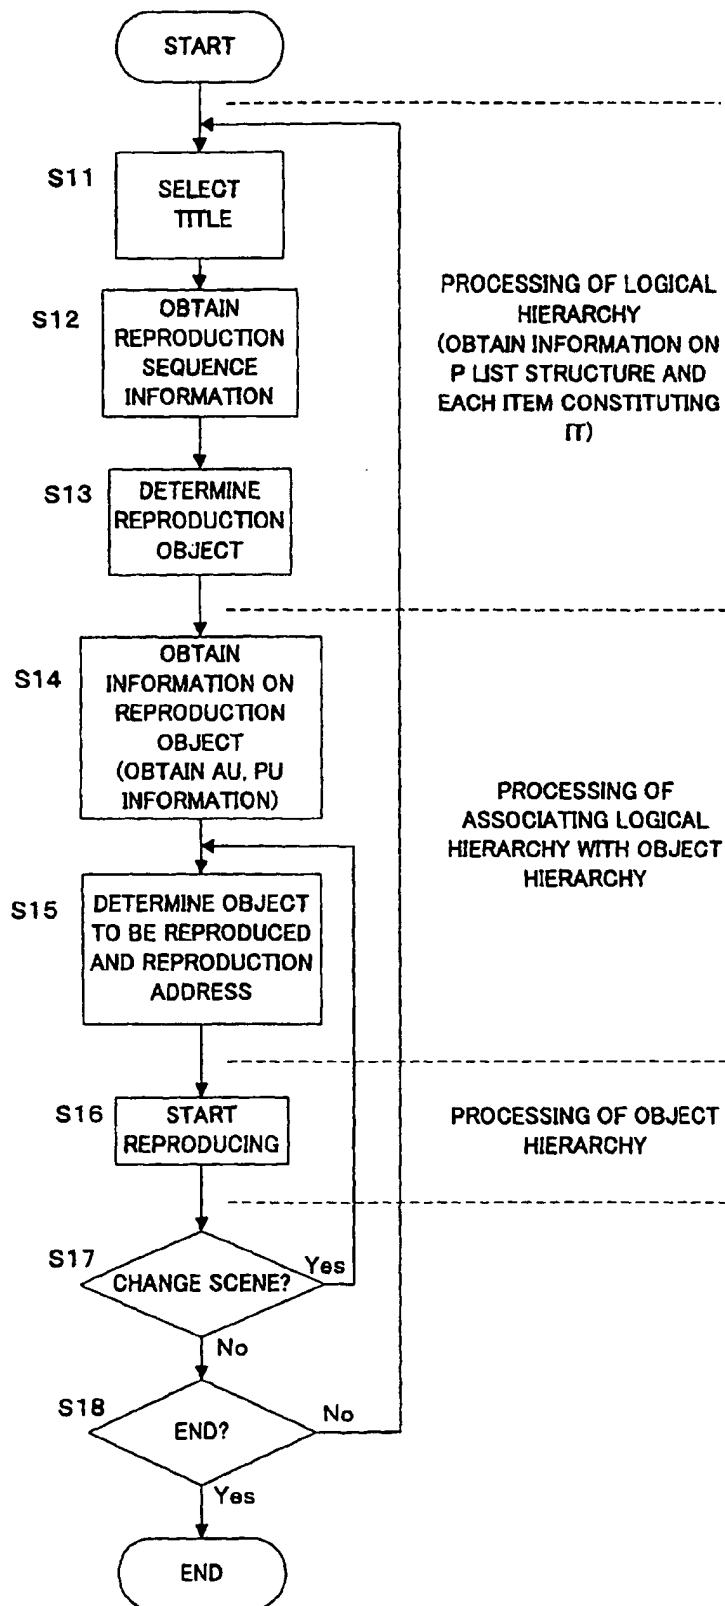 START
S11
SELECT
TITLE
S12
OBTAIN
REPRODUCTION
SEQUENCE
INFORMATION
PROCESSING OF LOGICAL
HIERARCHY
(OBTAIN INFORMATION ON
P LIST STRUCTURE AND
EACH ITEM CONSTITUTING
IT)
S13
DETERMINE
REPRODUCTION
OBJECT
S14
OBTAIN
INFORMATION ON
REPRODUCTION
OBJECT
(OBTAIN AU, PU
INFORMATION)
PROCESSING OF
ASSOCIATING LOGICAL
HIERARCHY WITH OBJECT
HIERARCHY
S15
DETERMINE OBJECT
TO BE REPRODUCED
AND REPRODUCTION
ADDRESS
S16
START
REPRODUCING
PROCESSING OF OBJECT
HIERARCHY
S17
CHANGE SCENE?
Yes
No
S18
END?
No
Yes
END